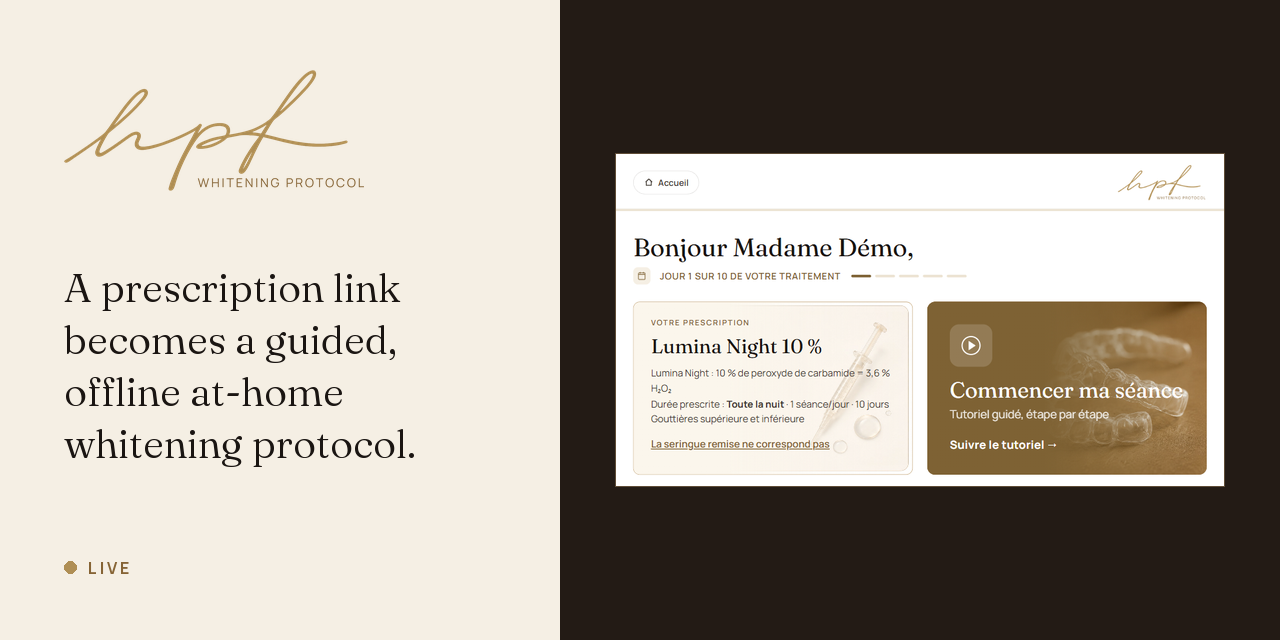 hpf
WHITENING PROTOCOL
A prescription link
becomes a guided,
offline at-home
whitening protocol.
LIVE
Accueil
hpf
WHITENING PROTOCOL
Bonjour Madame Démo,
JOUR 1 SUR 10 DE VOTRE TRAITEMENT
VOTRE PRESCRIPTION
Lumina Night 10 %
Lumina Night : 10 % de peroxyde de carbamide = 3,6 %
H₂O₂
Durée prescrite : Toute la nuit · 1 séance/jour · 10 jours
Gouttières supérieure et inférieure
La seringue remise ne correspond pas
Commencer ma séance
Tutoriel guidé, étape par étape
Suivre le tutoriel →